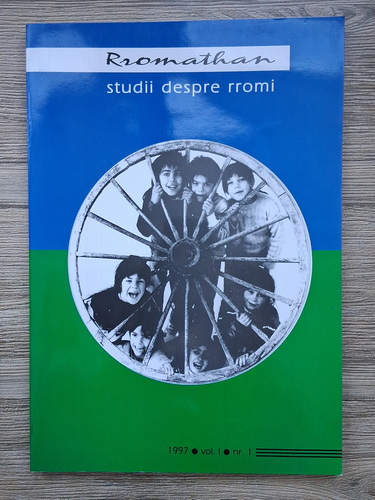 Rromathan
studii despre rromi
1997 ● vol. I ● nr. 1